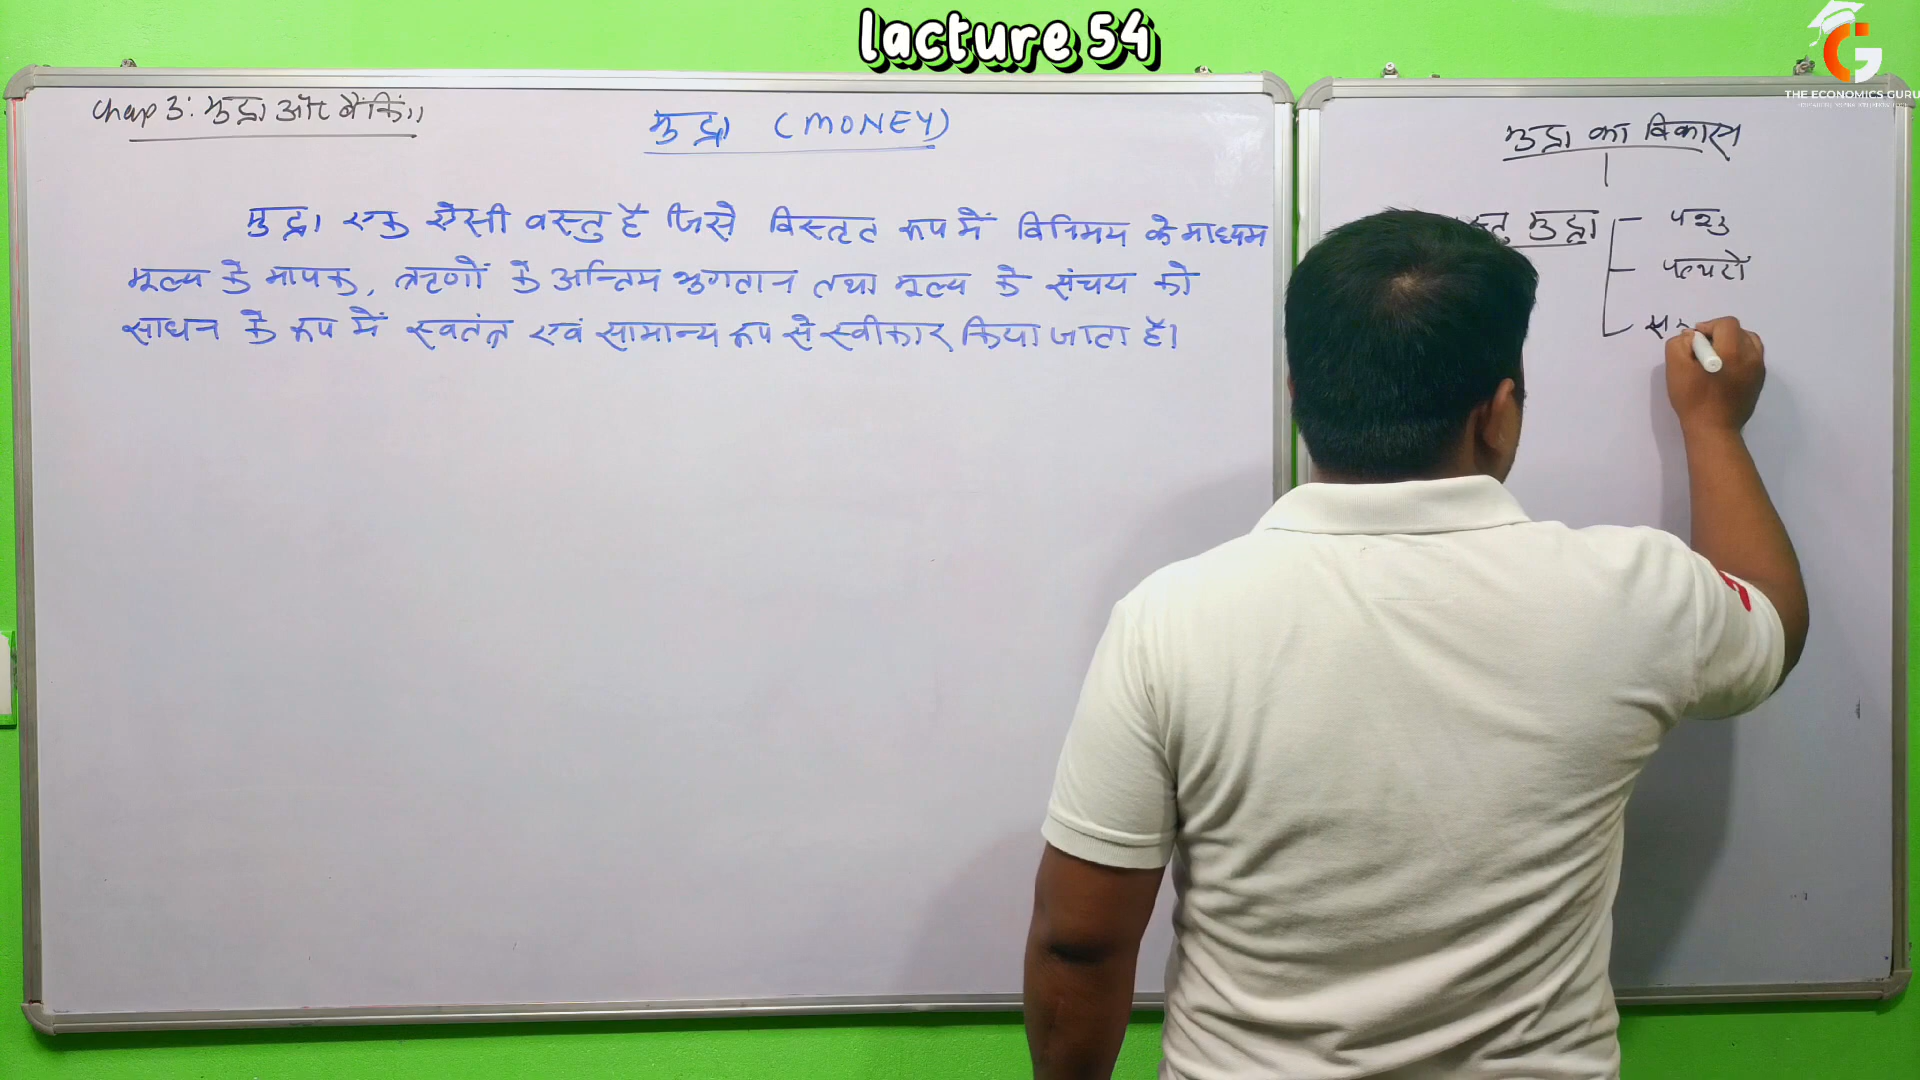 lacture 54
THE ECONOMICS GURU
Chap 3: मुद्रा और बैंकिंग
मुद्रा (MONEY)
मुद्रा एक ऐसी वस्तु है जिसे विस्तृत रूप में विनिमय के माध्यम
मूल्य के मापक, ऋणों के अन्तिम भुगतान तथा मूल्य के संचय को
साधन के रूप में स्वतंत्र एवं सामान्य रूप से स्वीकार किया जाता है।
मुद्रा का विकास
मुद्रा
पशु
पत्थरों